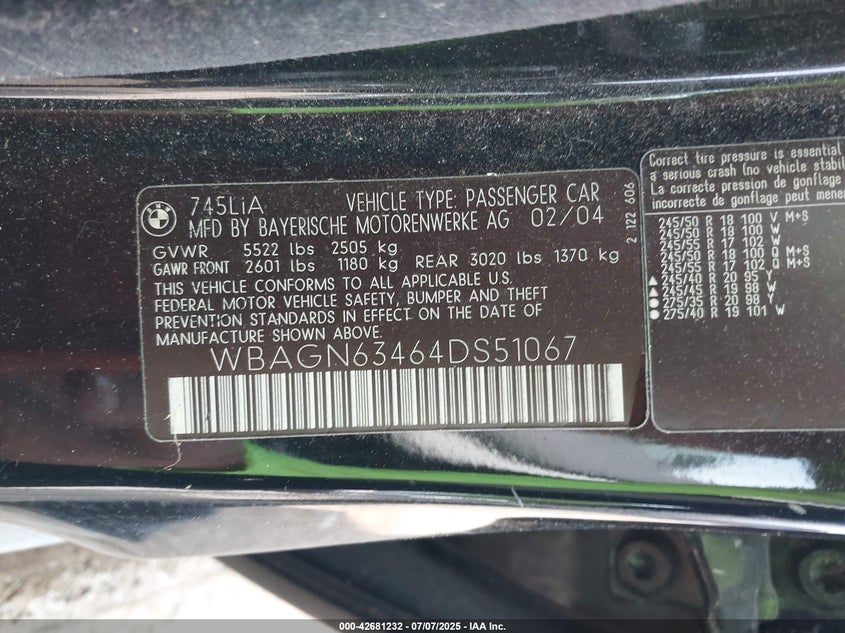 BMW
745LiA VEHICLE TYPE: PASSENGER CAR
MFD BY BAYERISCHE MOTORENWERKE AG 02/04
GVWR 5522 lbs 2505 kg
GAWR FRONT 2601 lbs 1180 kg REAR 3020 lbs 1370 kg
THIS VEHICLE CONFORMS TO ALL APPLICABLE U.S.
FEDERAL MOTOR VEHICLE SAFETY, BUMPER AND THEFT
PREVENTION STANDARDS IN EFFECT ON THE DATE OF
MANUFACTURE SHOWN ABOVE.
WBAGN63464DS51067
2 122 606
Correct tire pressure is essential
a serious crash (no vehicle stabil
La correcte pression de gonflage
incorrecte de gonflage peut mener
245/50 R 18 100 V M+S
245/50 R 18 100 W
245/55 R 17 102 W
245/50 R 18 100 Q M+S
245/55 R 17 102 Q M+S
245/40 R 20 95 Y
245/45 R 19 98 W
275/35 R 20 98 Y
275/40 R 19 101 W
000-42681232 - 07/07/2025 - IAA Inc.